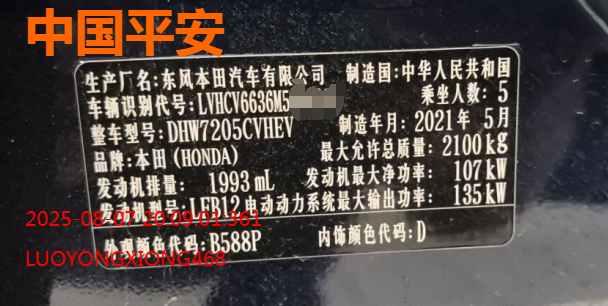 中国平安
生产厂名:东风本田汽车有限公司 制造国:中华人民共和国
车辆识别代号:LVHCV6636M5 乘坐人数:5
整车型号:DHW7205CVHEV 制造年月:2021年 5月
品牌:本田(HONDA) 最大允许总质量:2100kg
发动机排量: 1993mL 发动机最大净功率: 107kW
发动机型号:LFB12 电动动力系统最大输出功率: 135kW
2025-08-07 20:09:01.361
外观颜色代码:B588P 内饰颜色代码:D
LUOYONGXIONG468